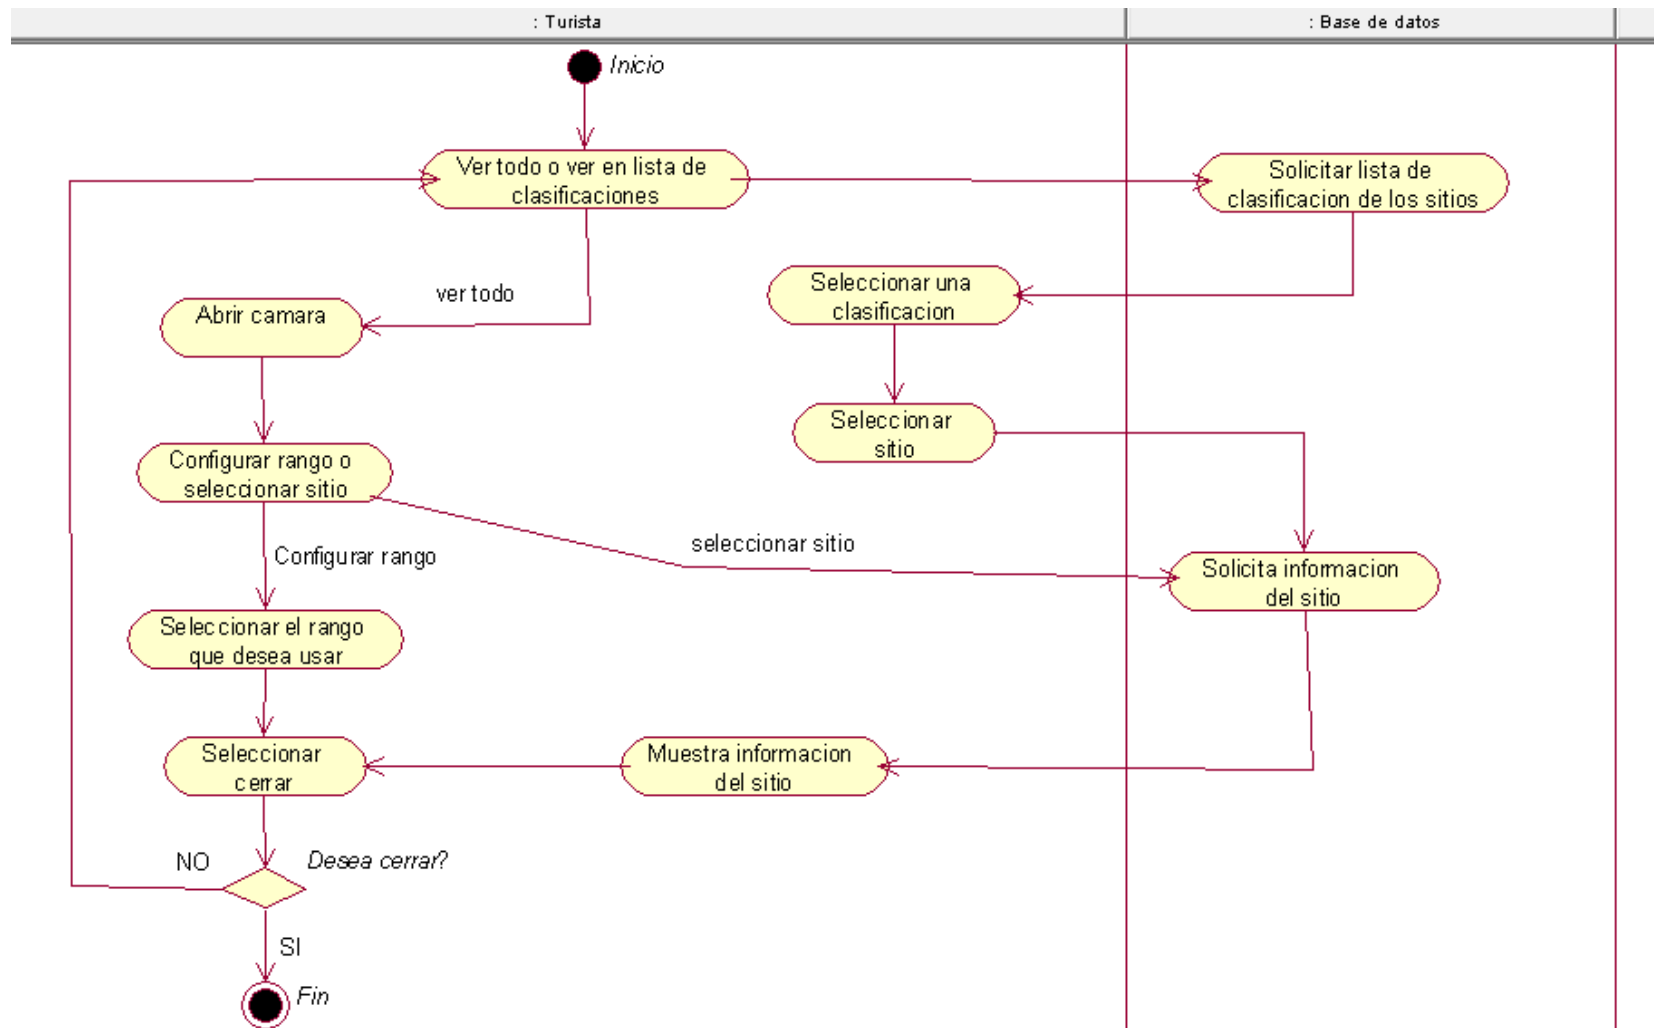 : Turista
: Base de datos
Inicio
Ver todo o ver en lista de
clasificaciones
Solicitar lista de
clasificacion de los sitios
Seleccionar una
clasificacion
ver todo
Abrir camara
Seleccionar
sitio
Configurar rango o
seleccionar sitio
seleccionar sitio
Configurar rango
Solicita informacion
del sitio
Seleccionar el rango
que desea usar
Seleccionar
cerrar
Muestra informacion
del sitio
NO
Desea cerrar?
SI
Fin